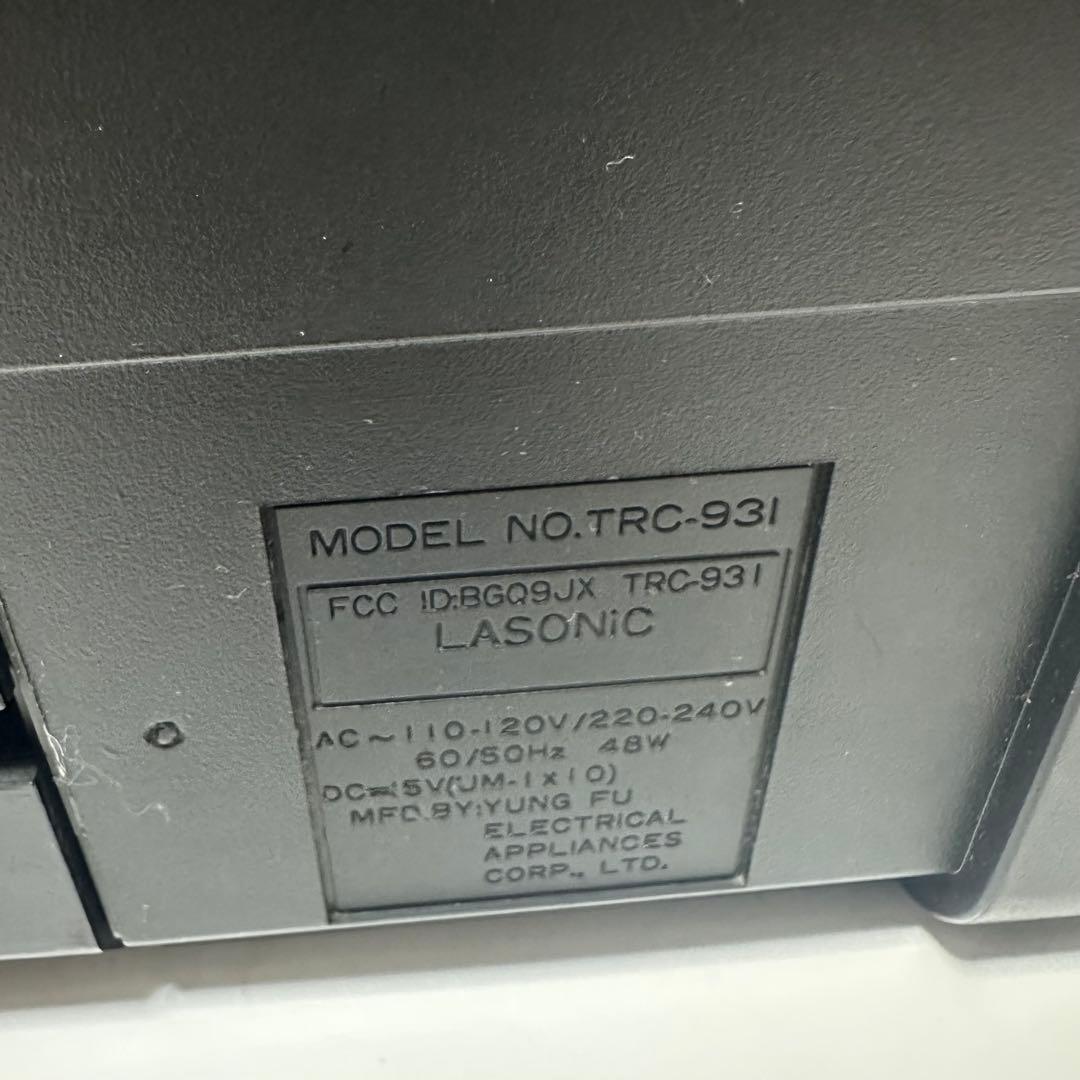 MODEL NO.TRC-931
FCC ID:BGQ9JX TRC-931
LASONiC
AC~110-120V/220-240V
60/50Hz 48W
DC⎓15V(UM-1x10)
MFD.BY:YUNG FU
ELECTRICAL
APPLIANCES
CORP., LTD.